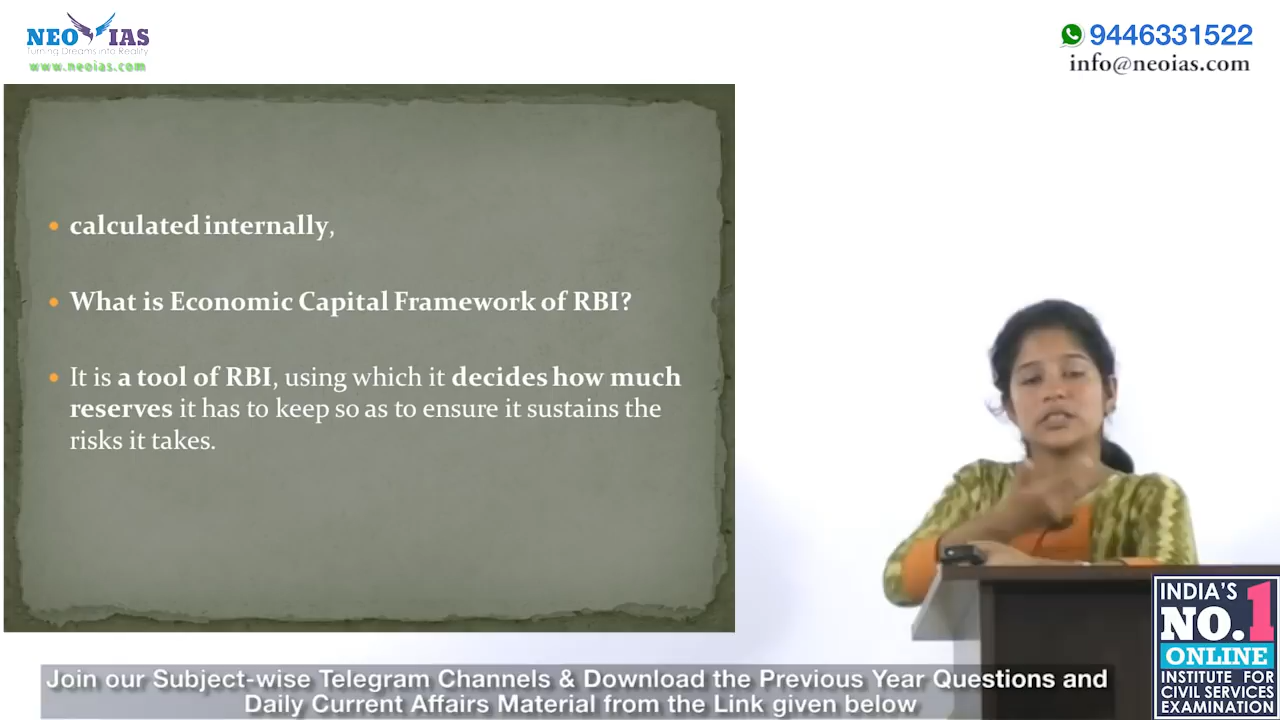 NEO IAS
Turning Dreams into Reality
www.neoias.com
9446331522
info@neoias.com
• calculated internally,
• What is Economic Capital Framework of RBI?
• It is a tool of RBI, using which it decides how much
reserves it has to keep so as to ensure it sustains the
risks it takes.
INDIA'S
NO.1
ONLINE
INSTITUTE FOR
CIVIL SERVICES
EXAMINATION
Join our Subject-wise Telegram Channels & Download the Previous Year Questions and
Daily Current Affairs Material from the Link given below